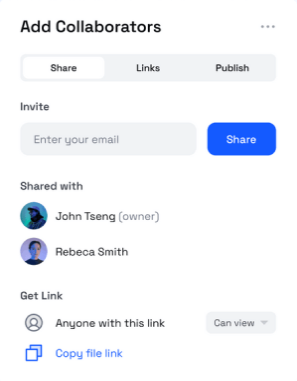 Add Collaborators
Share Links Publish
Invite
Enter your email Share
Shared with
John Tseng (owner)
Rebeca Smith
Get Link
Anyone with this link Can view
Copy file link